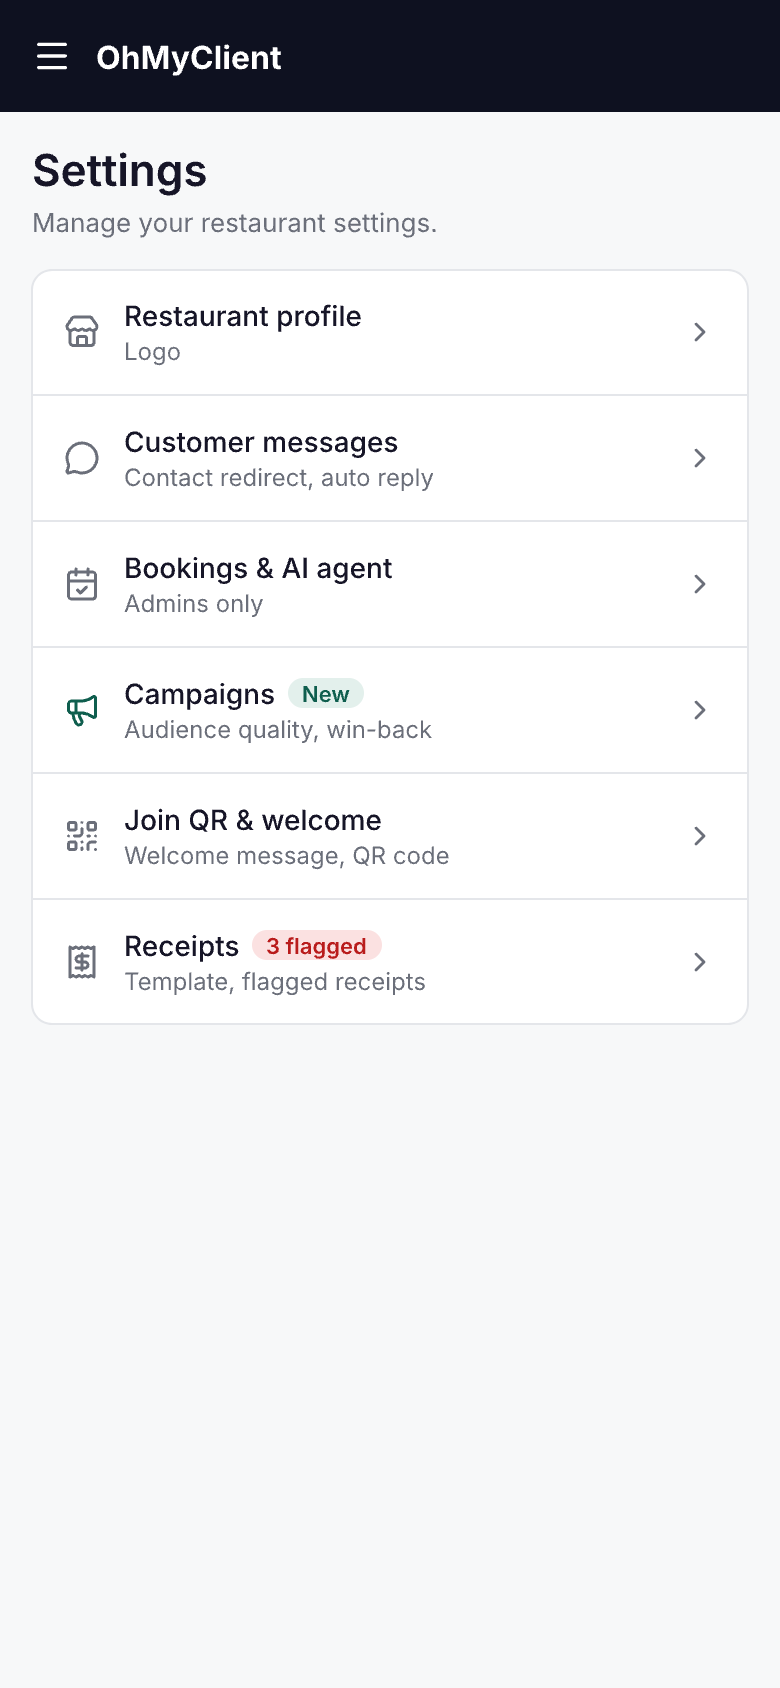 OhMyClient
Settings
Manage your restaurant settings.
Restaurant profile
Logo
Customer messages
Contact redirect, auto reply
Bookings & AI agent
Admins only
Campaigns New
Audience quality, win-back
Join QR & welcome
Welcome message, QR code
Receipts 3 flagged
Template, flagged receipts